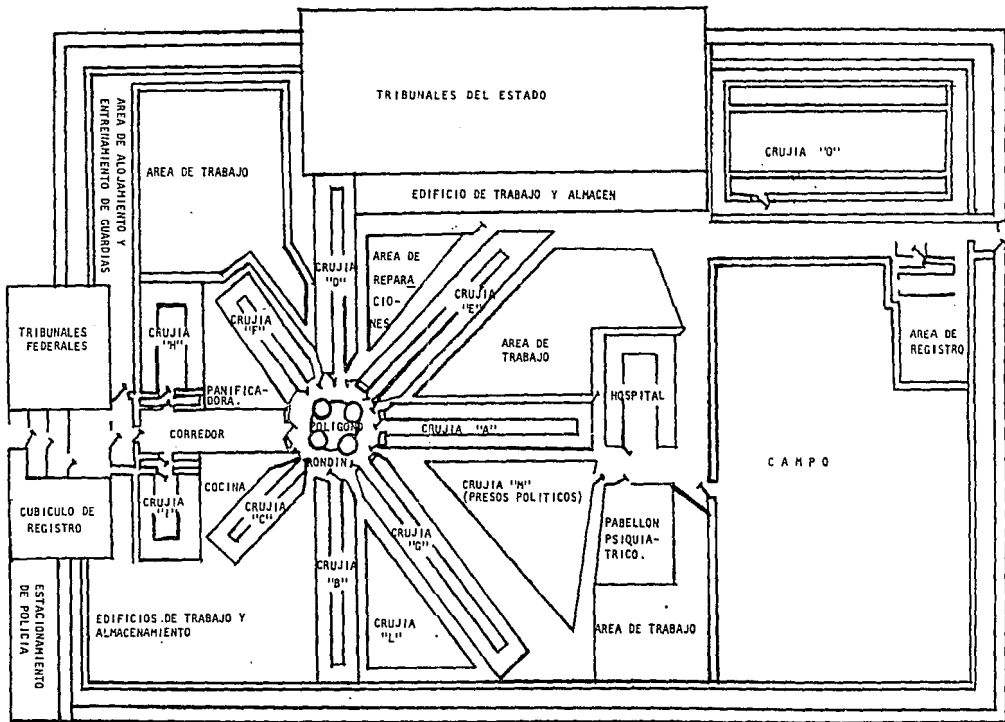 TRIBUNALES DEL ESTADO
CRUJIA "O"
AREA DE ALOJAMIENTO Y
ENTRENAMIENTO DE GUARDIAS
AREA DE TRABAJO
EDIFICIO DE TRABAJO Y ALMACEN
CRUJIA
"D"
AREA DE
REPARA
CIO-
NES
CRUJIA
"E"
CRUJIA
"F"
CRUJIA
"H"
TRIBUNALES
FEDERALES
AREA DE
TRABAJO
AREA DE
REGISTRO
PANIFICA-
DORA.
HOSPITAL
POLIGONO
CORREDOR
CRUJIA "A"
RONDIN
CAMPO
COCINA
CRUJIA "M"
(PRESOS POLITICOS)
CUBICULO DE
REGISTRO
CRUJIA
"I"
CRUJIA
"C"
CRUJIA
"G"
PABELLON
PSIQUIA-
TRICO.
CRUJIA
"B"
ESTACIONAMIENTO
DE POLICIA
EDIFICIOS.DE TRABAJO Y
ALMACENAMIENTO
CRUJIA
"L"
AREA DE TRABAJO